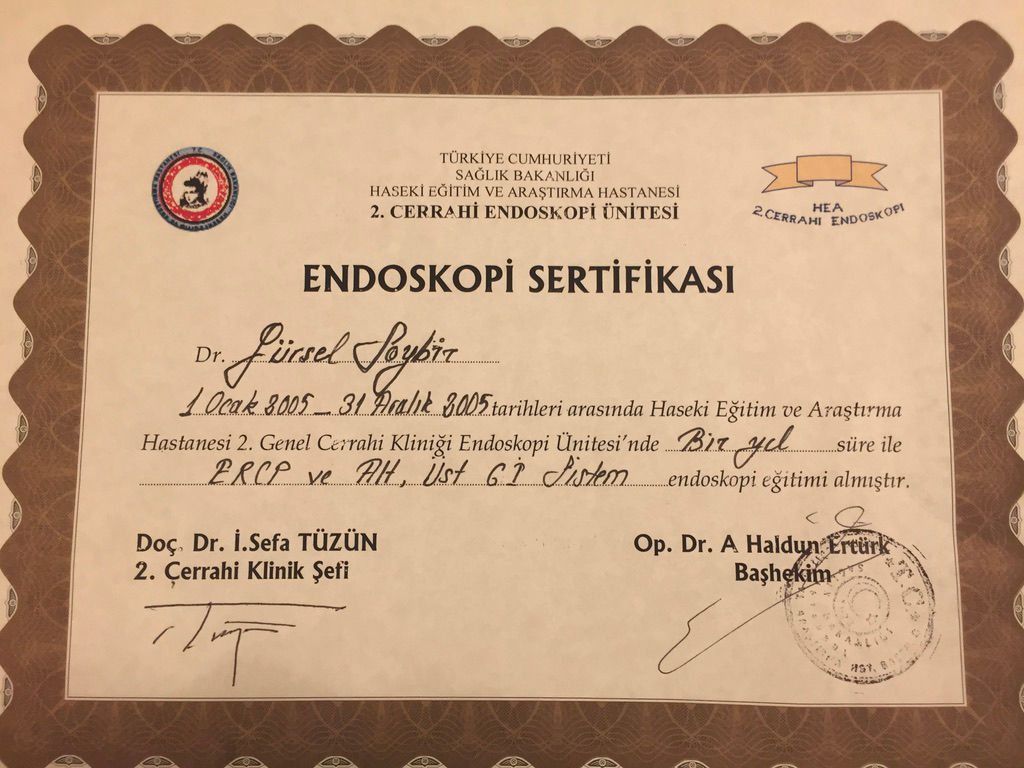 TÜRKİYE CUMHURİYETİ
SAĞLIK BAKANLIĞI
HASEKİ EĞİTİM VE ARAŞTIRMA HASTANESİ
2. CERRAHİ ENDOSKOPİ ÜNİTESİ
HEA
2.CERRAHI ENDOSKOPI
ENDOSKOPİ SERTİFİKASI
Dr. Gürsel Soybir
1 Ocak 2005 _ 31 Aralık 2005 tarihleri arasında Haseki Eğitim ve Araştırma
Hastanesi 2. Genel Cerrahi Kliniği Endoskopi Ünitesi'nde Bir yıl süre ile
ERCP ve Alt, Üst Gİ Sistem endoskopi eğitimi almıştır.
Doç. Dr. İ.Sefa TÜZÜN
2. Cerrahi Klinik Şefi
Op. Dr. A Haldun Ertürk
Başhekim
T.C.